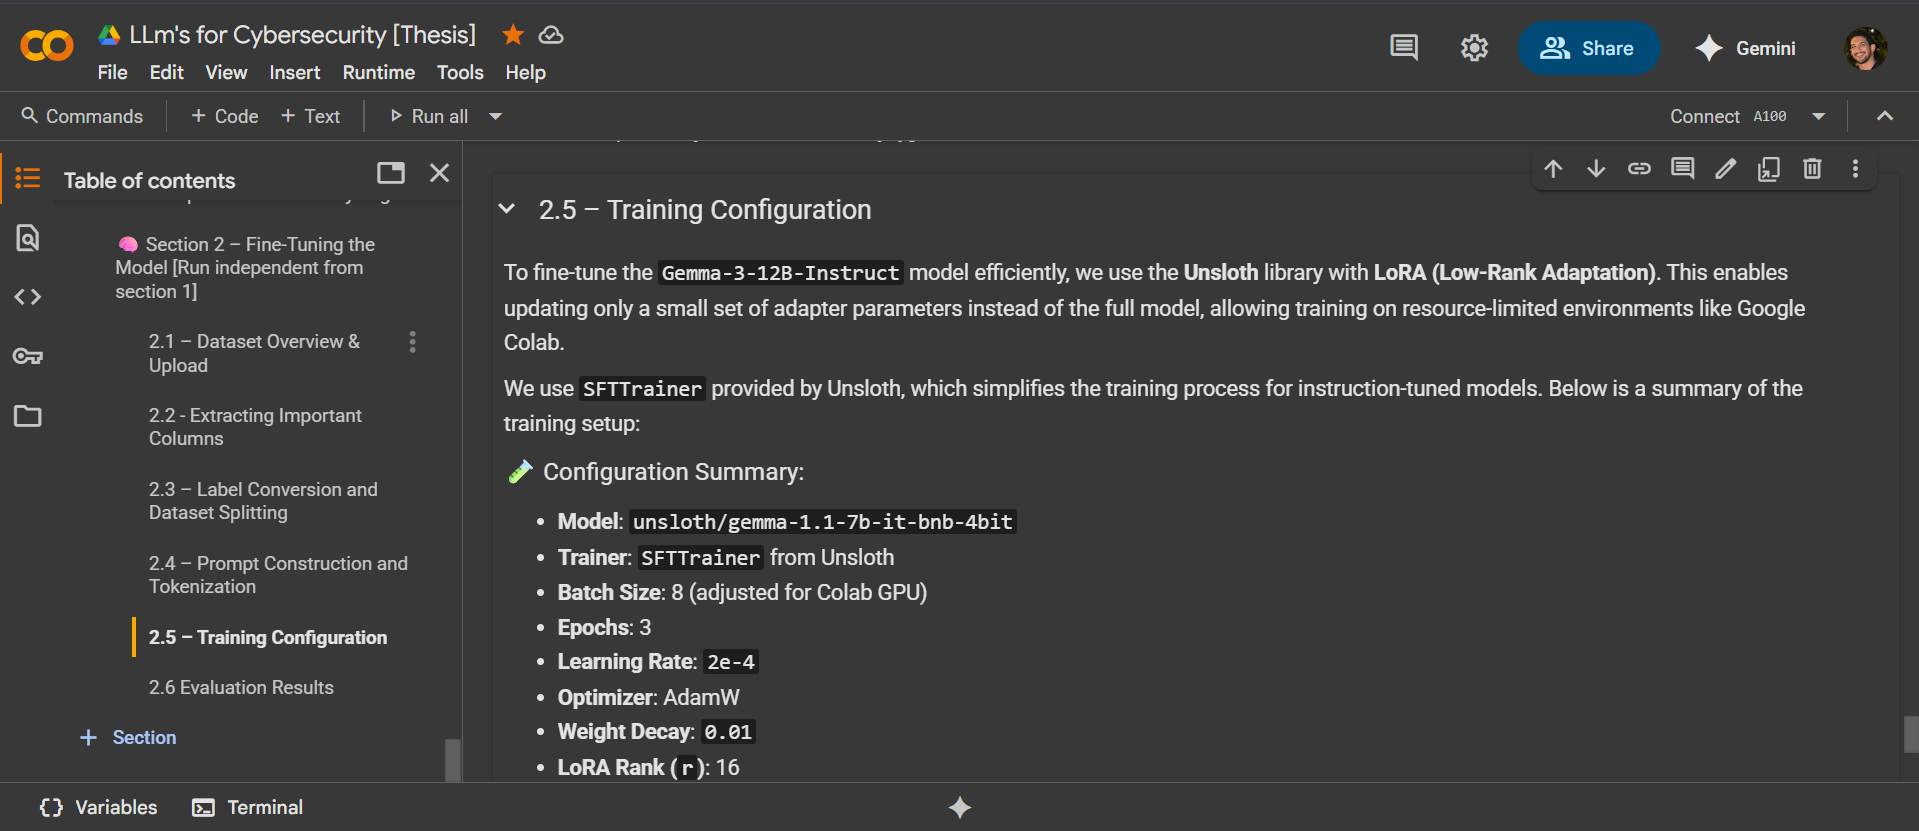 LLm's for Cybersecurity [Thesis]
File Edit View Insert Runtime Tools Help
Share
Gemini
Commands + Code + Text Run all
Connect A100
Table of contents
🧠 Section 2 – Fine-Tuning the
Model [Run independent from
section 1]
2.1 – Dataset Overview &
Upload
2.2 - Extracting Important
Columns
2.3 – Label Conversion and
Dataset Splitting
2.4 – Prompt Construction and
Tokenization
2.5 – Training Configuration
2.6 Evaluation Results
+ Section
2.5 – Training Configuration
To fine-tune the Gemma-3-12B-Instruct model efficiently, we use the Unsloth library with LoRA (Low-Rank Adaptation). This enables
updating only a small set of adapter parameters instead of the full model, allowing training on resource-limited environments like Google
Colab.
We use SFTTrainer provided by Unsloth, which simplifies the training process for instruction-tuned models. Below is a summary of the
training setup:
🧪 Configuration Summary:
• Model: unsloth/gemma-1.1-7b-it-bnb-4bit
• Trainer: SFTTrainer from Unsloth
• Batch Size: 8 (adjusted for Colab GPU)
• Epochs: 3
• Learning Rate: 2e-4
• Optimizer: AdamW
• Weight Decay: 0.01
• LoRA Rank (r): 16
Variables
Terminal